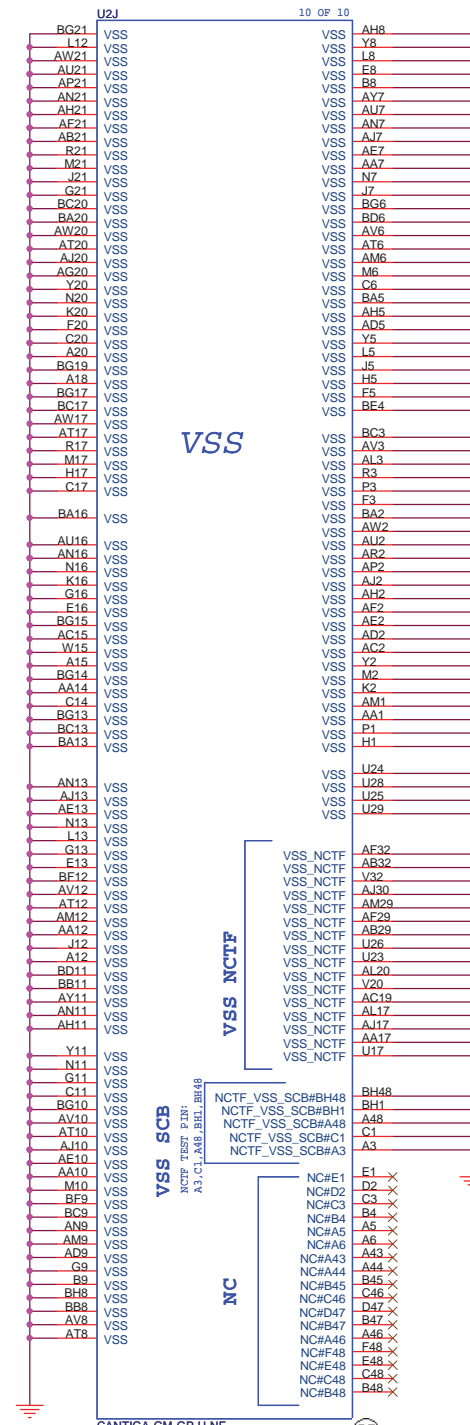 U2J
10 OF 10
BG21 VSS
L12 VSS
AW21 VSS
AU21 VSS
AP21 VSS
AN21 VSS
AH21 VSS
AF21 VSS
AB21 VSS
R21 VSS
M21 VSS
J21 VSS
G21 VSS
BC20 VSS
BA20 VSS
AW20 VSS
AT20 VSS
AJ20 VSS
AG20 VSS
Y20 VSS
N20 VSS
K20 VSS
F20 VSS
C20 VSS
A20 VSS
BG19 VSS
A18 VSS
BG17 VSS
BC17 VSS
AW17 VSS
AT17 VSS
R17 VSS
M17 VSS
H17 VSS
C17 VSS
BA16 VSS
AU16 VSS
AN16 VSS
N16 VSS
K16 VSS
G16 VSS
E16 VSS
BG15 VSS
AC15 VSS
W15 VSS
A15 VSS
BG14 VSS
AA14 VSS
C14 VSS
BG13 VSS
BC13 VSS
BA13 VSS
AN13 VSS
AJ13 VSS
AE13 VSS
N13 VSS
L13 VSS
G13 VSS
E13 VSS
BF12 VSS
AV12 VSS
AT12 VSS
AM12 VSS
AA12 VSS
J12 VSS
A12 VSS
BD11 VSS
BB11 VSS
AY11 VSS
AN11 VSS
AH11 VSS
Y11 VSS
N11 VSS
G11 VSS
C11 VSS
BG10 VSS
AV10 VSS
AT10 VSS
AJ10 VSS
AE10 VSS
AA10 VSS
M10 VSS
BF9 VSS
BC9 VSS
AN9 VSS
AM9 VSS
AD9 VSS
G9 VSS
B9 VSS
BH8 VSS
BB8 VSS
AV8 VSS
AT8 VSS
VSS
VSS AH8
VSS Y8
VSS L8
VSS E8
VSS B8
VSS AY7
VSS AU7
VSS AN7
VSS AJ7
VSS AE7
VSS AA7
VSS N7
VSS J7
VSS BG6
VSS BD6
VSS AV6
VSS AT6
VSS AM6
VSS M6
VSS C6
VSS BA5
VSS AH5
VSS AD5
VSS Y5
VSS L5
VSS J5
VSS H5
VSS F5
VSS BE4
VSS BC3
VSS AV3
VSS AL3
VSS R3
VSS P3
VSS F3
VSS BA2
VSS AW2
VSS AU2
VSS AR2
VSS AP2
VSS AJ2
VSS AH2
VSS AF2
VSS AE2
VSS AD2
VSS AC2
VSS Y2
VSS M2
VSS K2
VSS AM1
VSS AA1
VSS P1
VSS H1
VSS U24
VSS U28
VSS U25
VSS U29
VSS NCTF
VSS_NCTF AF32
VSS_NCTF AB32
VSS_NCTF V32
VSS_NCTF AJ30
VSS_NCTF AM29
VSS_NCTF AF29
VSS_NCTF AB29
VSS_NCTF U26
VSS_NCTF U23
VSS_NCTF AL20
VSS_NCTF V20
VSS_NCTF AC19
VSS_NCTF AL17
VSS_NCTF AJ17
VSS_NCTF AA17
VSS_NCTF U17
VSS SCB
NCTF TEST PIN:
A3,C1,A48,BH1,BH48
NCTF_VSS_SCB#BH48 BH48
NCTF_VSS_SCB#BH1 BH1
NCTF_VSS_SCB#A48 A48
NCTF_VSS_SCB#C1 C1
NCTF_VSS_SCB#A3 A3
NC
NC#E1 E1
NC#D2 D2
NC#C3 C3
NC#B4 B4
NC#A5 A5
NC#A6 A6
NC#A43 A43
NC#A44 A44
NC#B45 B45
NC#C46 C46
NC#D47 D47
NC#B47 B47
NC#A46 A46
NC#F48 F48
NC#E48 E48
NC#C48 C48
NC#B48 B48